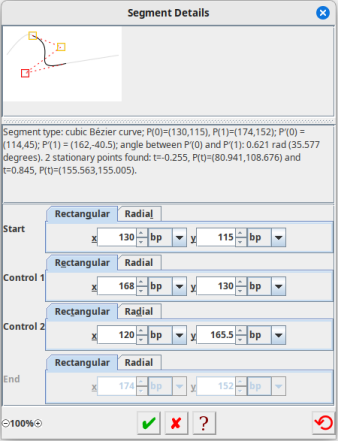 Segment Details
Segment type: cubic Bézier curve; P(0)=(130,115), P(1)=(174,152); P'(0) =
(114,45); P'(1) = (162,-40.5); angle between P'(0) and P'(1): 0.621 rad (35.577
degrees). 2 stationary points found: t=-0.255, P(t)=(80.941,108.676) and
t=0.845, P(t)=(155.563,155.005).
Rectangular Radial
Start x 130 bp y 115 bp
Rectangular Radial
Control 1 x 168 bp y 130 bp
Rectangular Radial
Control 2 x 120 bp y 165.5 bp
Rectangular Radial
End x 174 bp y 152 bp
100%
?